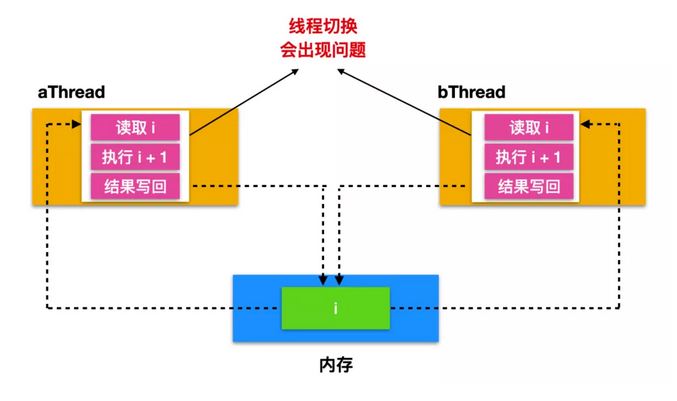 线程切换
会出现问题
aThread
bThread
读取 i
执行 i + 1
结果写回
读取 i
执行 i + 1
结果写回
i
内存